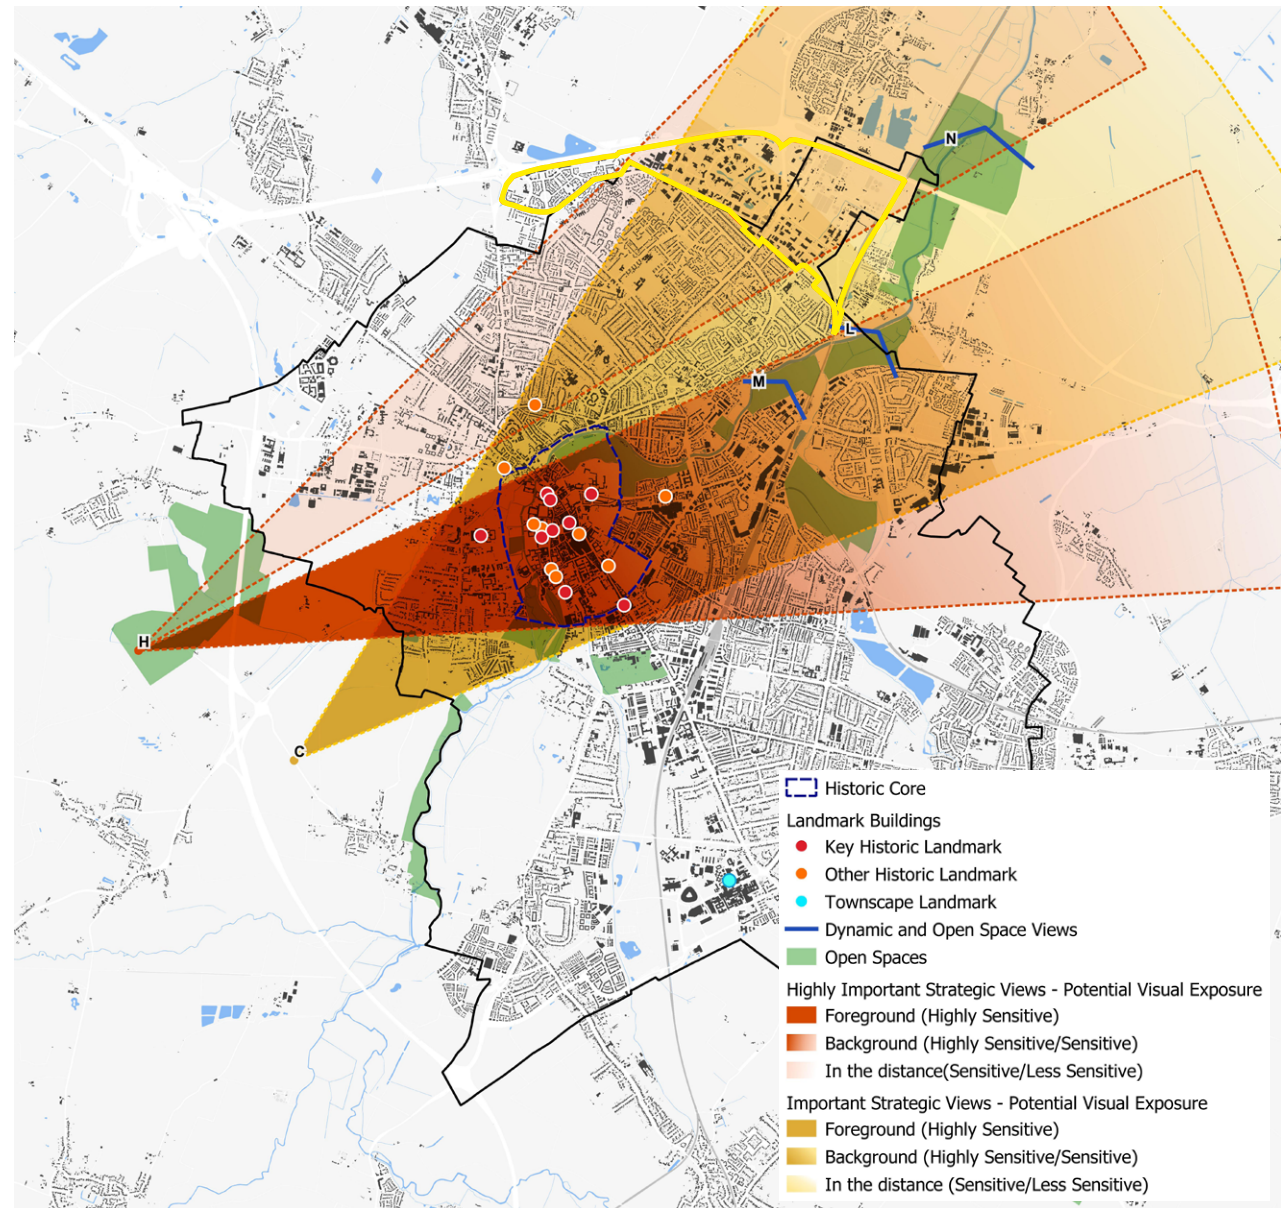 N
L
M
H
C
Historic Core
Landmark Buildings
Key Historic Landmark
Other Historic Landmark
Townscape Landmark
Dynamic and Open Space Views
Open Spaces
Highly Important Strategic Views - Potential Visual Exposure
Foreground (Highly Sensitive)
Background (Highly Sensitive/Sensitive)
In the distance(Sensitive/Less Sensitive)
Important Strategic Views - Potential Visual Exposure
Foreground (Highly Sensitive)
Background (Highly Sensitive/Sensitive)
In the distance (Sensitive/Less Sensitive)